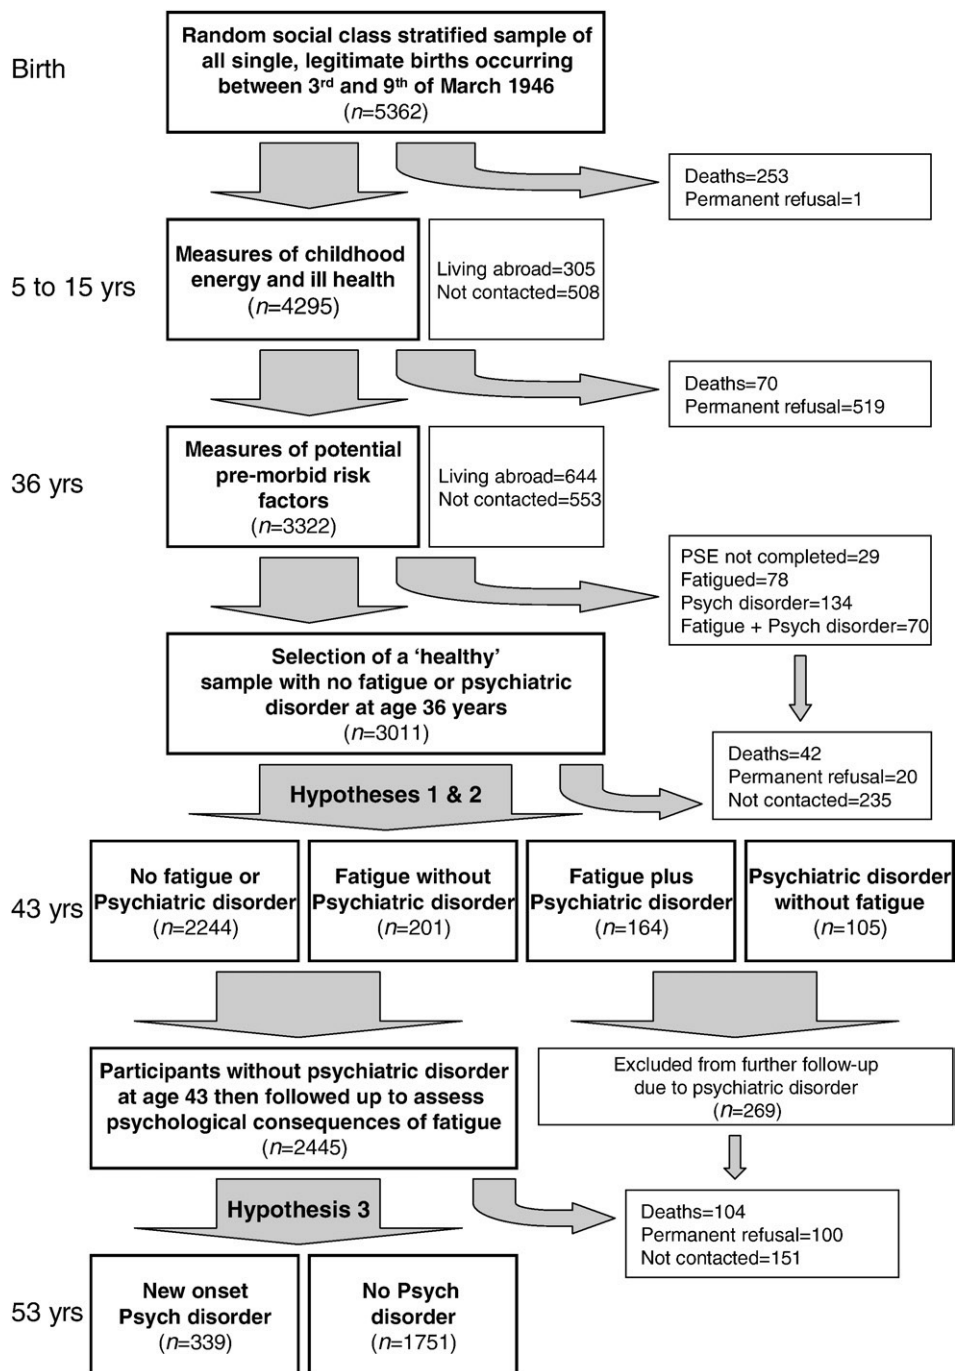 Birth
Random social class stratified sample of
all single, legitimate births occurring
between 3rd and 9th of March 1946
(n=5362)
Deaths=253
Permanent refusal=1
5 to 15 yrs
Measures of childhood
energy and ill health
(n=4295)
Living abroad=305
Not contacted=508
Deaths=70
Permanent refusal=519
36 yrs
Measures of potential
pre-morbid risk
factors
(n=3322)
Living abroad=644
Not contacted=553
PSE not completed=29
Fatigued=78
Psych disorder=134
Fatigue + Psych disorder=70
Selection of a ‘healthy’
sample with no fatigue or psychiatric
disorder at age 36 years
(n=3011)
Deaths=42
Permanent refusal=20
Not contacted=235
Hypotheses 1 & 2
43 yrs
No fatigue or
Psychiatric disorder
(n=2244)
Fatigue without
Psychiatric disorder
(n=201)
Fatigue plus
Psychiatric disorder
(n=164)
Psychiatric disorder
without fatigue
(n=105)
Participants without psychiatric disorder
at age 43 then followed up to assess
psychological consequences of fatigue
(n=2445)
Excluded from further follow-up
due to psychiatric disorder
(n=269)
Hypothesis 3
Deaths=104
Permanent refusal=100
Not contacted=151
53 yrs
New onset
Psych disorder
(n=339)
No Psych
disorder
(n=1751)